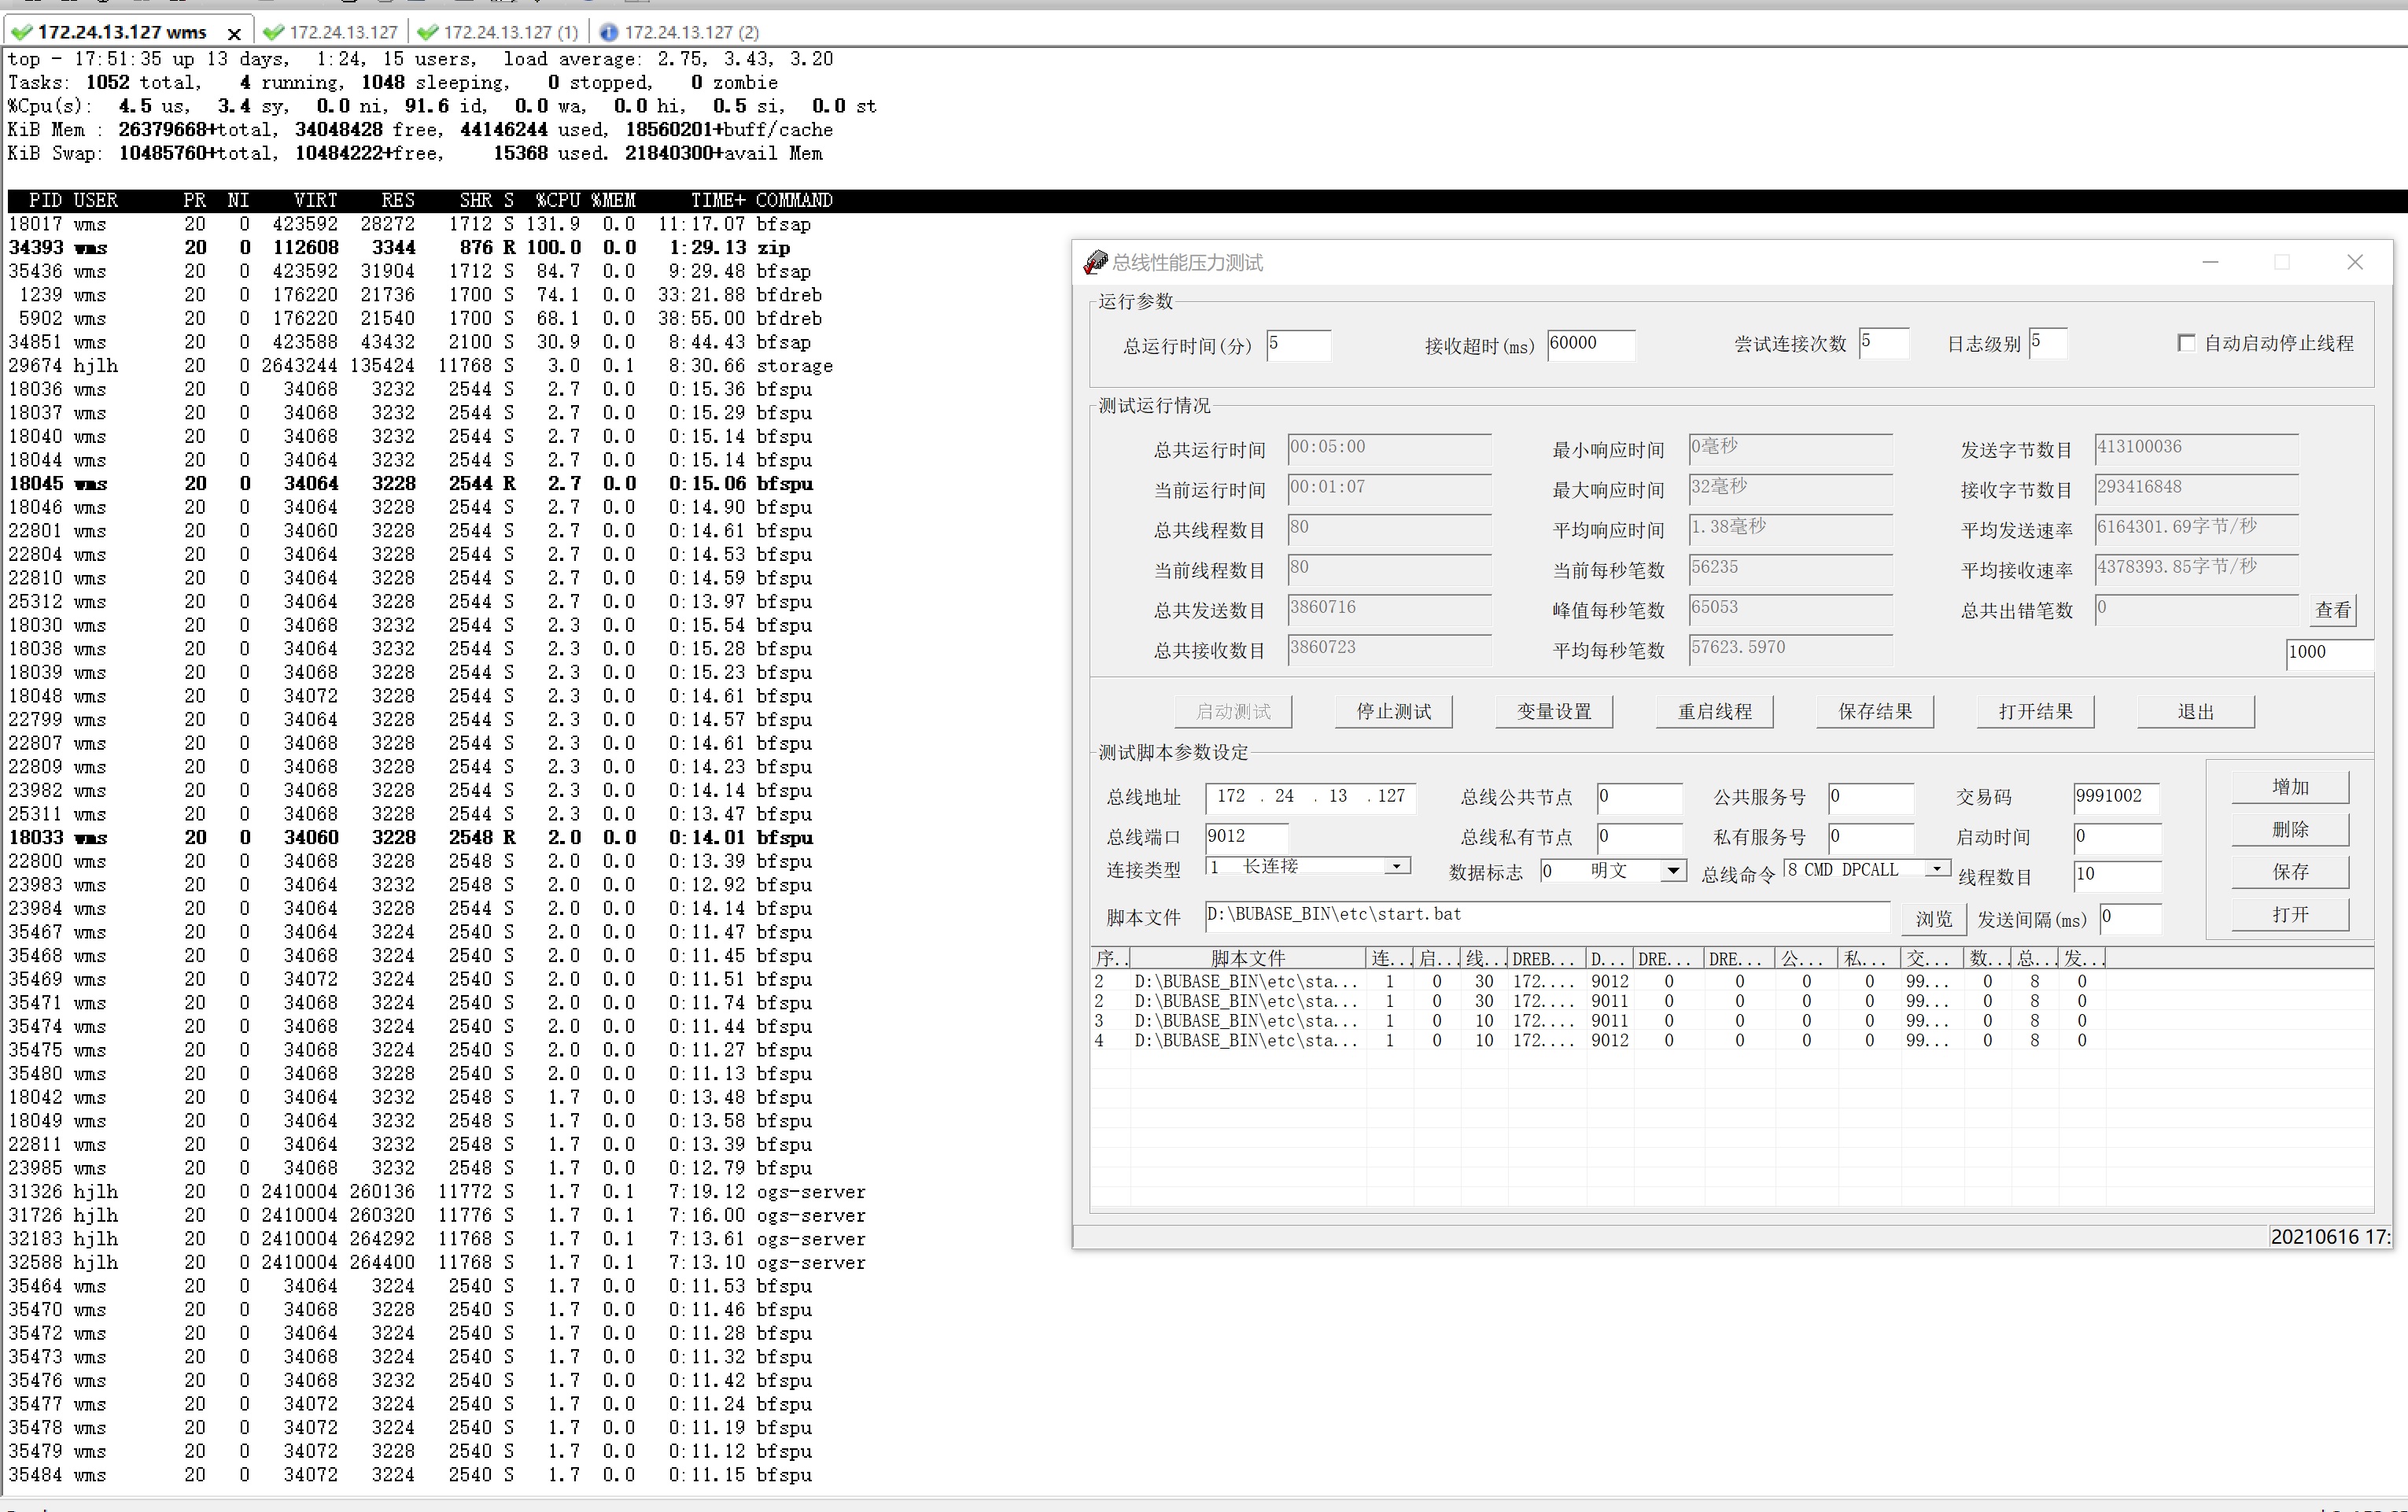 172.24.13.127 wms
172.24.13.127
172.24.13.127 (1)
172.24.13.127 (2)
top - 17:51:35 up 13 days,  1:24, 15 users,  load average: 2.75, 3.43, 3.20
Tasks: 1052 total,   4 running, 1048 sleeping,   0 stopped,   0 zombie
%Cpu(s):  4.5 us,  3.4 sy,  0.0 ni, 91.6 id,  0.0 wa,  0.0 hi,  0.5 si,  0.0 st
KiB Mem : 26379668+total, 34048428 free, 44146244 used, 18560201+buff/cache
KiB Swap: 10485760+total, 10484222+free,    15368 used. 21840300+avail Mem
PID USER PR NI VIRT RES SHR S %CPU %MEM TIME+ COMMAND
18017 wms 20 0 423592 28272 1712 S 131.9 0.0 11:17.07 bfsap
34393 wms 20 0 112608 3344 876 R 100.0 0.0 1:29.13 zip
35436 wms 20 0 423592 31904 1712 S 84.7 0.0 9:29.48 bfsap
1239 wms 20 0 176220 21736 1700 S 74.1 0.0 33:21.88 bfdreb
5902 wms 20 0 176220 21540 1700 S 68.1 0.0 38:55.00 bfdreb
34851 wms 20 0 423588 43432 2100 S 30.9 0.0 8:44.43 bfsap
29674 hjlh 20 0 2643244 135424 11768 S 3.0 0.1 8:30.66 storage
18036 wms 20 0 34068 3232 2544 S 2.7 0.0 0:15.36 bfspu
18037 wms 20 0 34068 3232 2544 S 2.7 0.0 0:15.29 bfspu
18040 wms 20 0 34068 3232 2544 S 2.7 0.0 0:15.14 bfspu
18044 wms 20 0 34064 3232 2544 S 2.7 0.0 0:15.14 bfspu
18045 wms 20 0 34064 3228 2544 R 2.7 0.0 0:15.06 bfspu
18046 wms 20 0 34068 3228 2544 S 2.7 0.0 0:14.90 bfspu
22801 wms 20 0 34060 3228 2544 S 2.7 0.0 0:14.61 bfspu
22804 wms 20 0 34064 3228 2544 S 2.7 0.0 0:14.53 bfspu
22810 wms 20 0 34064 3228 2544 S 2.7 0.0 0:14.59 bfspu
25312 wms 20 0 34064 3228 2544 S 2.7 0.0 0:13.97 bfspu
18030 wms 20 0 34068 3232 2544 S 2.3 0.0 0:15.54 bfspu
18038 wms 20 0 34064 3232 2544 S 2.3 0.0 0:15.28 bfspu
18039 wms 20 0 34068 3228 2544 S 2.3 0.0 0:15.23 bfspu
18048 wms 20 0 34072 3228 2544 S 2.3 0.0 0:14.61 bfspu
22799 wms 20 0 34064 3228 2544 S 2.3 0.0 0:14.57 bfspu
22807 wms 20 0 34068 3228 2544 S 2.3 0.0 0:14.61 bfspu
22809 wms 20 0 34068 3228 2544 S 2.3 0.0 0:14.23 bfspu
23982 wms 20 0 34068 3228 2544 S 2.3 0.0 0:14.14 bfspu
25311 wms 20 0 34064 3228 2544 S 2.3 0.0 0:13.47 bfspu
18033 wms 20 0 34060 3228 2548 R 2.0 0.0 0:14.01 bfspu
22800 wms 20 0 34068 3228 2548 S 2.0 0.0 0:13.39 bfspu
23983 wms 20 0 34064 3232 2548 S 2.0 0.0 0:12.92 bfspu
23984 wms 20 0 34064 3228 2544 S 2.0 0.0 0:14.14 bfspu
35467 wms 20 0 34064 3224 2540 S 2.0 0.0 0:11.47 bfspu
35468 wms 20 0 34068 3224 2540 S 2.0 0.0 0:11.45 bfspu
35469 wms 20 0 34072 3224 2540 S 2.0 0.0 0:11.51 bfspu
35471 wms 20 0 34068 3224 2540 S 2.0 0.0 0:11.74 bfspu
35474 wms 20 0 34068 3224 2540 S 2.0 0.0 0:11.44 bfspu
35475 wms 20 0 34068 3228 2540 S 2.0 0.0 0:11.27 bfspu
35480 wms 20 0 34068 3228 2540 S 2.0 0.0 0:11.13 bfspu
18042 wms 20 0 34068 3232 2548 S 1.7 0.0 0:13.48 bfspu
18049 wms 20 0 34064 3232 2548 S 1.7 0.0 0:13.58 bfspu
22811 wms 20 0 34064 3232 2548 S 1.7 0.0 0:13.39 bfspu
23985 wms 20 0 34068 3232 2548 S 1.7 0.0 0:12.79 bfspu
31326 hjlh 20 0 2410004 260136 11772 S 1.7 0.1 7:19.12 ogs-server
31726 hjlh 20 0 2410004 260320 11776 S 1.7 0.1 7:16.00 ogs-server
32183 hjlh 20 0 2410004 264292 11768 S 1.7 0.1 7:13.61 ogs-server
32588 hjlh 20 0 2410004 264400 11768 S 1.7 0.1 7:13.10 ogs-server
35464 wms 20 0 34064 3224 2540 S 1.7 0.0 0:11.53 bfspu
35470 wms 20 0 34068 3228 2540 S 1.7 0.0 0:11.46 bfspu
35472 wms 20 0 34064 3224 2540 S 1.7 0.0 0:11.28 bfspu
35473 wms 20 0 34068 3224 2540 S 1.7 0.0 0:11.32 bfspu
35476 wms 20 0 34068 3232 2540 S 1.7 0.0 0:11.42 bfspu
35477 wms 20 0 34072 3224 2540 S 1.7 0.0 0:11.24 bfspu
35478 wms 20 0 34072 3224 2540 S 1.7 0.0 0:11.19 bfspu
35479 wms 20 0 34072 3228 2540 S 1.7 0.0 0:11.12 bfspu
35484 wms 20 0 34072 3224 2540 S 1.7 0.0 0:11.15 bfspu
总线性能压力测试
运行参数
总运行时间(分) 5 接收超时(ms) 60000 尝试连接次数 5 日志级别 5 自动启动停止线程
测试运行情况
总共运行时间 00:05:00 最小响应时间 0毫秒 发送字节数目 413100036
当前运行时间 00:01:07 最大响应时间 32毫秒 接收字节数目 293416848
总共线程数目 80 平均响应时间 1.38毫秒 平均发送速率 6164301.69字节/秒
当前线程数目 80 当前每秒笔数 56235 平均接收速率 4378393.85字节/秒
总共发送数目 3860716 峰值每秒笔数 65053 总共出错笔数 0 查看
总共接收数目 3860723 平均每秒笔数 57623.5970 1000
启动测试 停止测试 变量设置 重启线程 保存结果 打开结果 退出
测试脚本参数设定
总线地址 172 . 24 . 13 .127 总线公共节点 0 公共服务号 0 交易码 9991002 增加
总线端口 9012 总线私有节点 0 私有服务号 0 启动时间 0 删除
连接类型 1 长连接 数据标志 0 明文 总线命令 8 CMD DPCALL 线程数目 10 保存
脚本文件 D:\BUBASE_BIN\etc\start.bat 浏览 发送间隔(ms) 0 打开
序.. 脚本文件 连... 启... 线... DREB... D... DRE... DRE... 公... 私... 交... 数... 总... 发...
2 D:\BUBASE_BIN\etc\sta... 1 0 30 172.... 9012 0 0 0 0 99... 0 8 0
2 D:\BUBASE_BIN\etc\sta... 1 0 30 172.... 9011 0 0 0 0 99... 0 8 0
3 D:\BUBASE_BIN\etc\sta... 1 0 10 172.... 9011 0 0 0 0 99... 0 8 0
4 D:\BUBASE_BIN\etc\sta... 1 0 10 172.... 9012 0 0 0 0 99... 0 8 0
20210616 17: